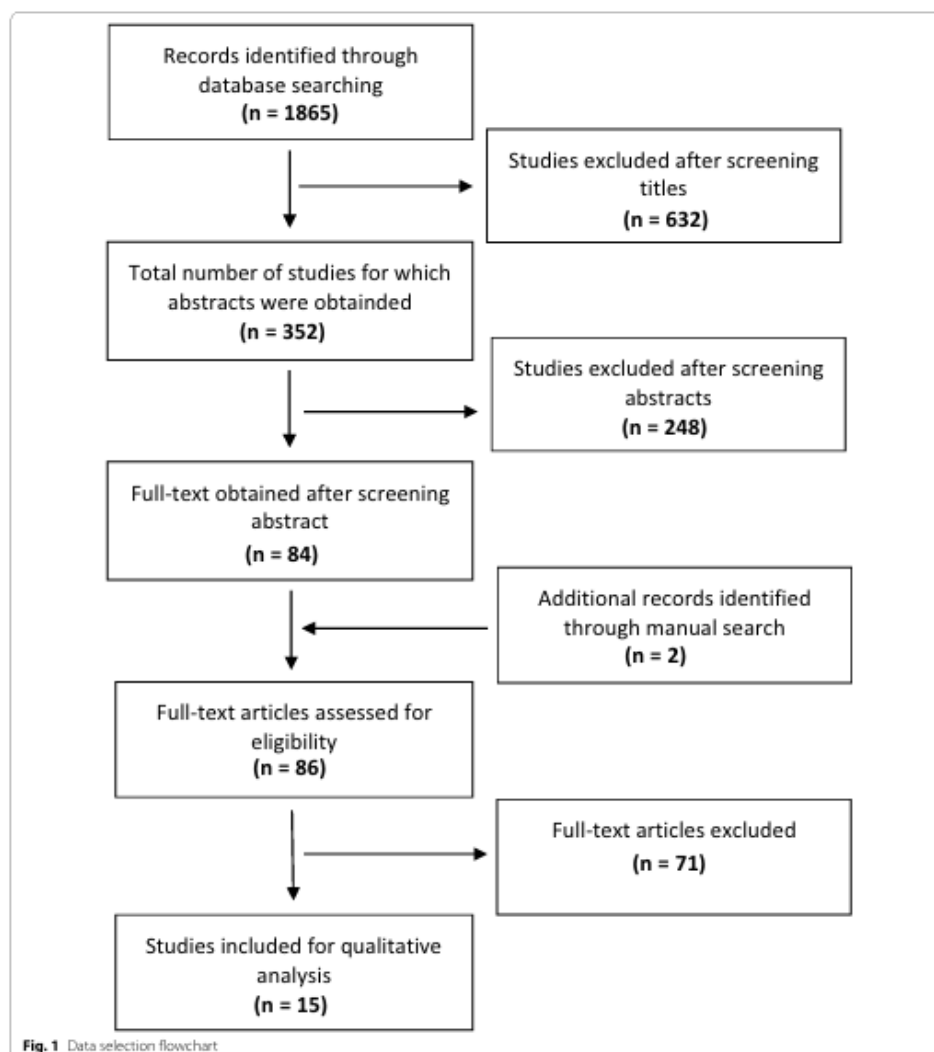 Records identified through
database searching
(n = 1865)
Studies excluded after screening
titles
(n = 632)
Total number of studies for which
abstracts were obtainded
(n = 352)
Studies excluded after screening
abstracts
(n = 248)
Full-text obtained after screening
abstract
(n = 84)
Additional records identified
through manual search
(n = 2)
Full-text articles assessed for
eligibility
(n = 86)
Full-text articles excluded
(n = 71)
Studies included for qualitative
analysis
(n = 15)
Fig. 1 Data selection flowchart